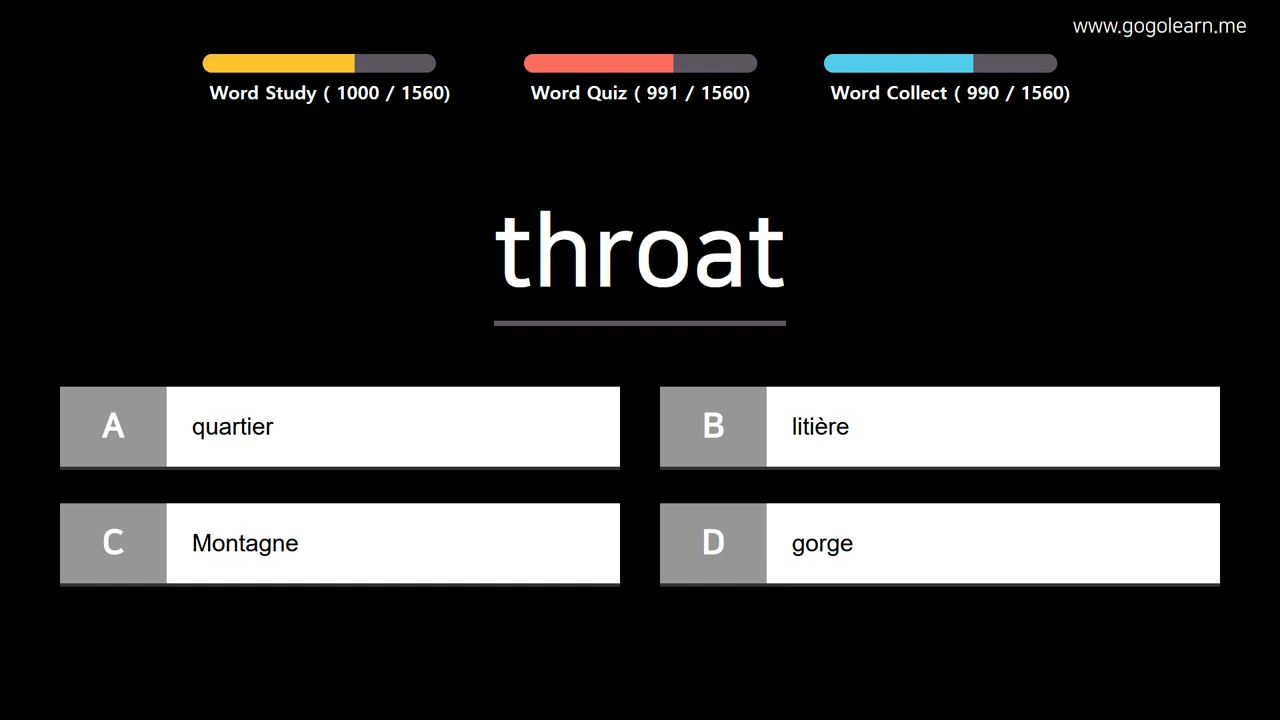 www.gogolearn.me
Word Study ( 1000 / 1560)
Word Quiz ( 991 / 1560)
Word Collect ( 990 / 1560)
throat
A quartier
B litière
C Montagne
D gorge